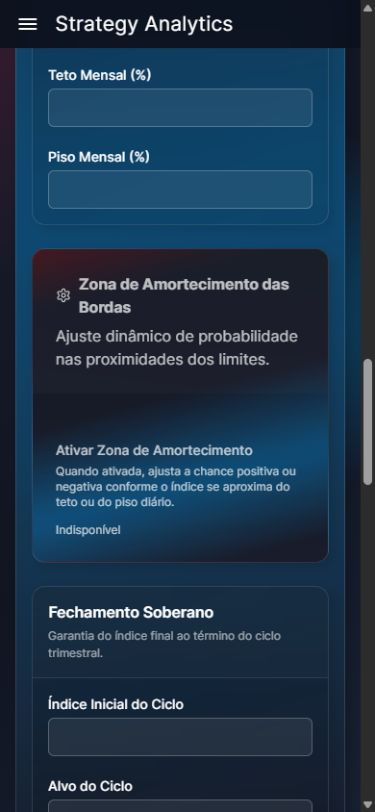 Strategy Analytics
Teto Mensal (%)
Piso Mensal (%)
Zona de Amortecimento das
Bordas
Ajuste dinâmico de probabilidade
nas proximidades dos limites.
Ativar Zona de Amortecimento
Quando ativada, ajusta a chance positiva ou
negativa conforme o índice se aproxima do
teto ou do piso diário.
Indisponível
Fechamento Soberano
Garantia do índice final ao término do ciclo
trimestral.
Índice Inicial do Ciclo
Alvo do Ciclo